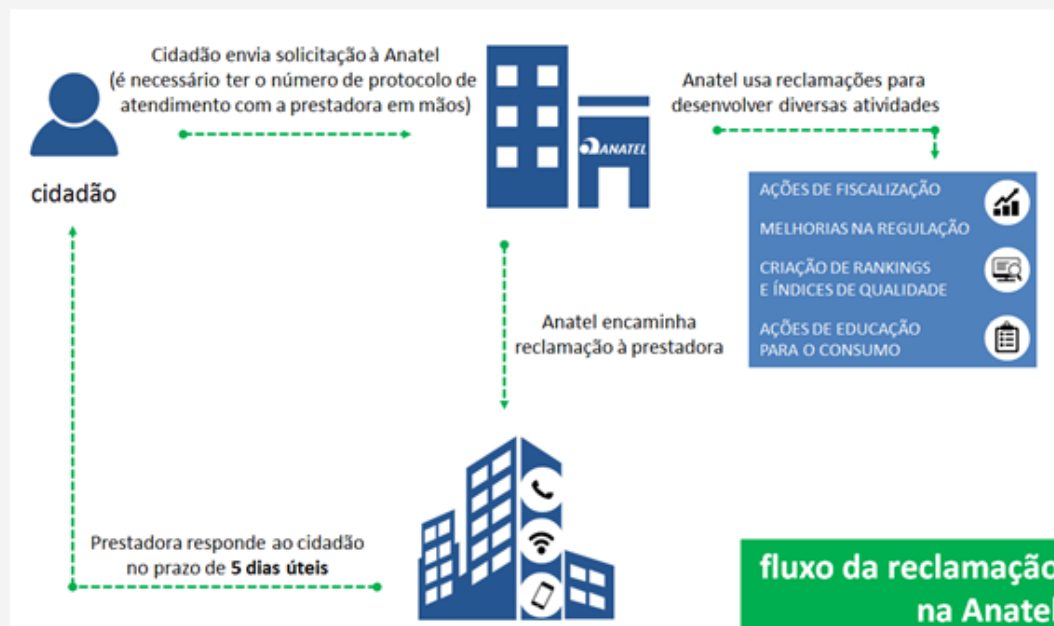 Cidadão envia solicitação à Anatel
(é necessário ter o número de protocolo de
atendimento com a prestadora em mãos)
cidadão
ANATEL
Anatel usa reclamações para
desenvolver diversas atividades
AÇÕES DE FISCALIZAÇÃO
MELHORIAS NA REGULAÇÃO
CRIAÇÃO DE RANKINGS
E ÍNDICES DE QUALIDADE
AÇÕES DE EDUCAÇÃO
PARA O CONSUMO
Anatel encaminha
reclamação à prestadora
Prestadora responde ao cidadão
no prazo de 5 dias úteis
fluxo da reclamação
na Anatel